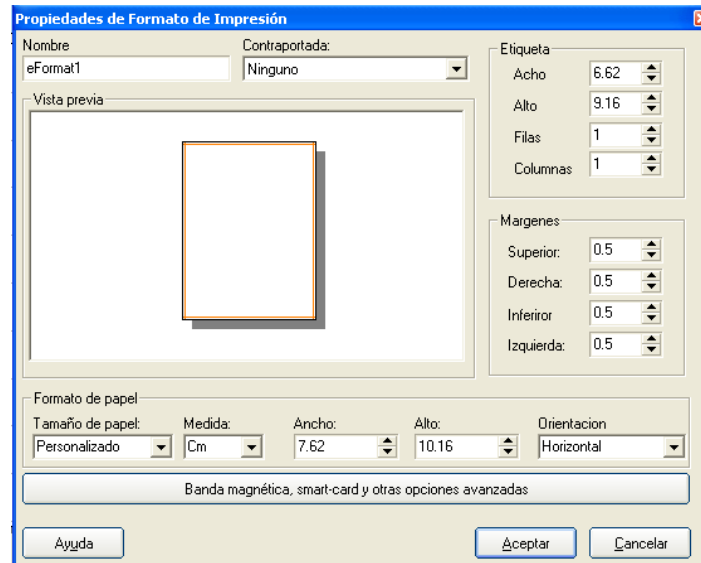 Propiedades de Formato de Impresión
Nombre
eFormat1
Contraportada:
Ninguno
Vista previa
Etiqueta
Acho 6.62
Alto 9.16
Filas 1
Columnas 1
Margenes
Superior: 0.5
Derecha: 0.5
Inferiror 0.5
Izquierda: 0.5
Formato de papel
Tamaño de papel: Medida: Ancho: Alto: Orientacion
Personalizado Cm 7.62 10.16 Horizontal
Banda magnética, smart-card y otras opciones avanzadas
Ayuda Aceptar Cancelar